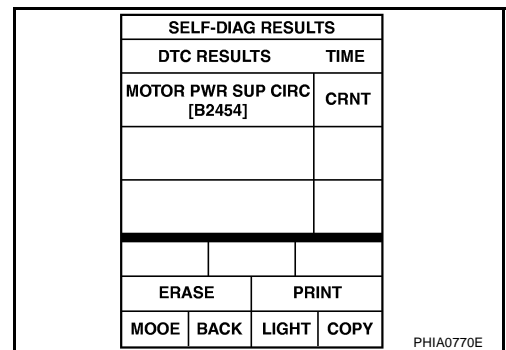 SELF-DIAG RESULTS
DTC RESULTS TIME
MOTOR PWR SUP CIRC CRNT
[B2454]
ERASE PRINT
MOOE BACK LIGHT COPY
PHIA0770E